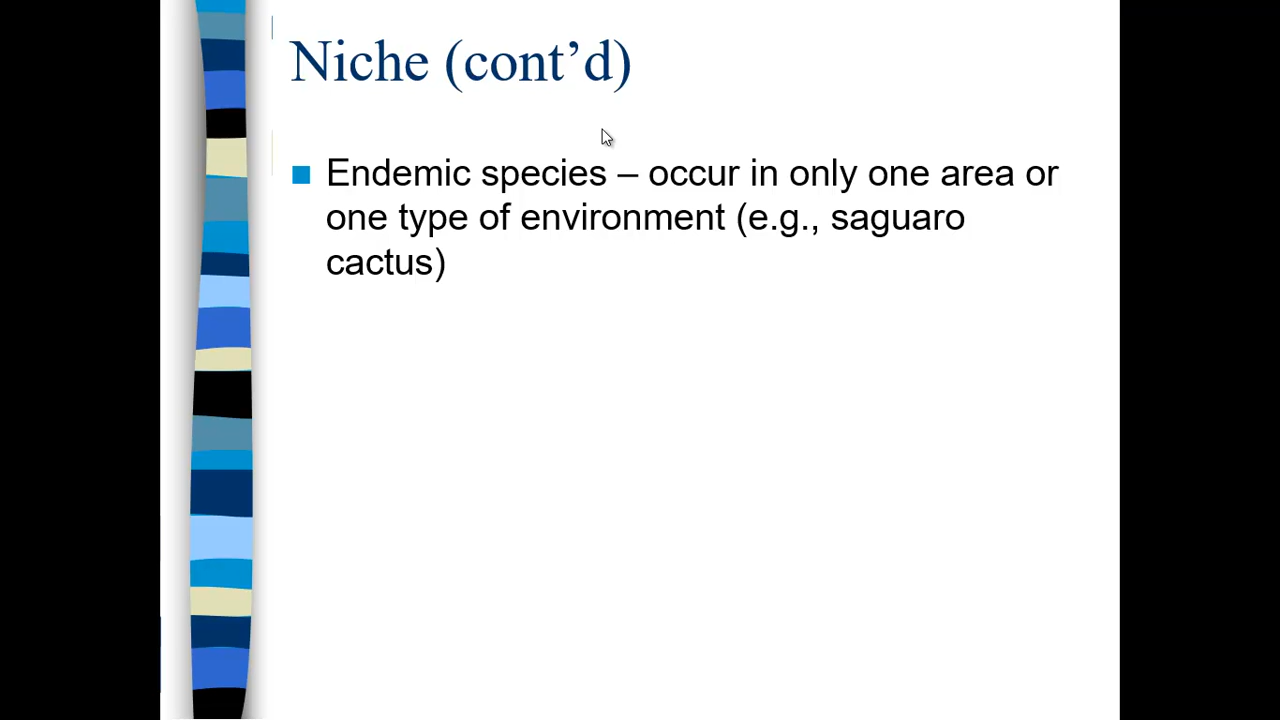 Niche (cont’d)
Endemic species – occur in only one area or
one type of environment (e.g., saguaro
cactus)